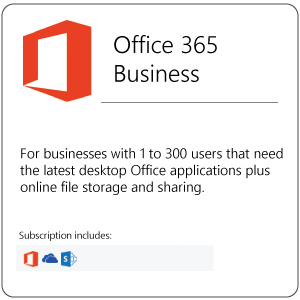 Office 365
Business
For businesses with 1 to 300 users that need
the latest desktop Office applications plus
online file storage and sharing.
Subscription includes:
S